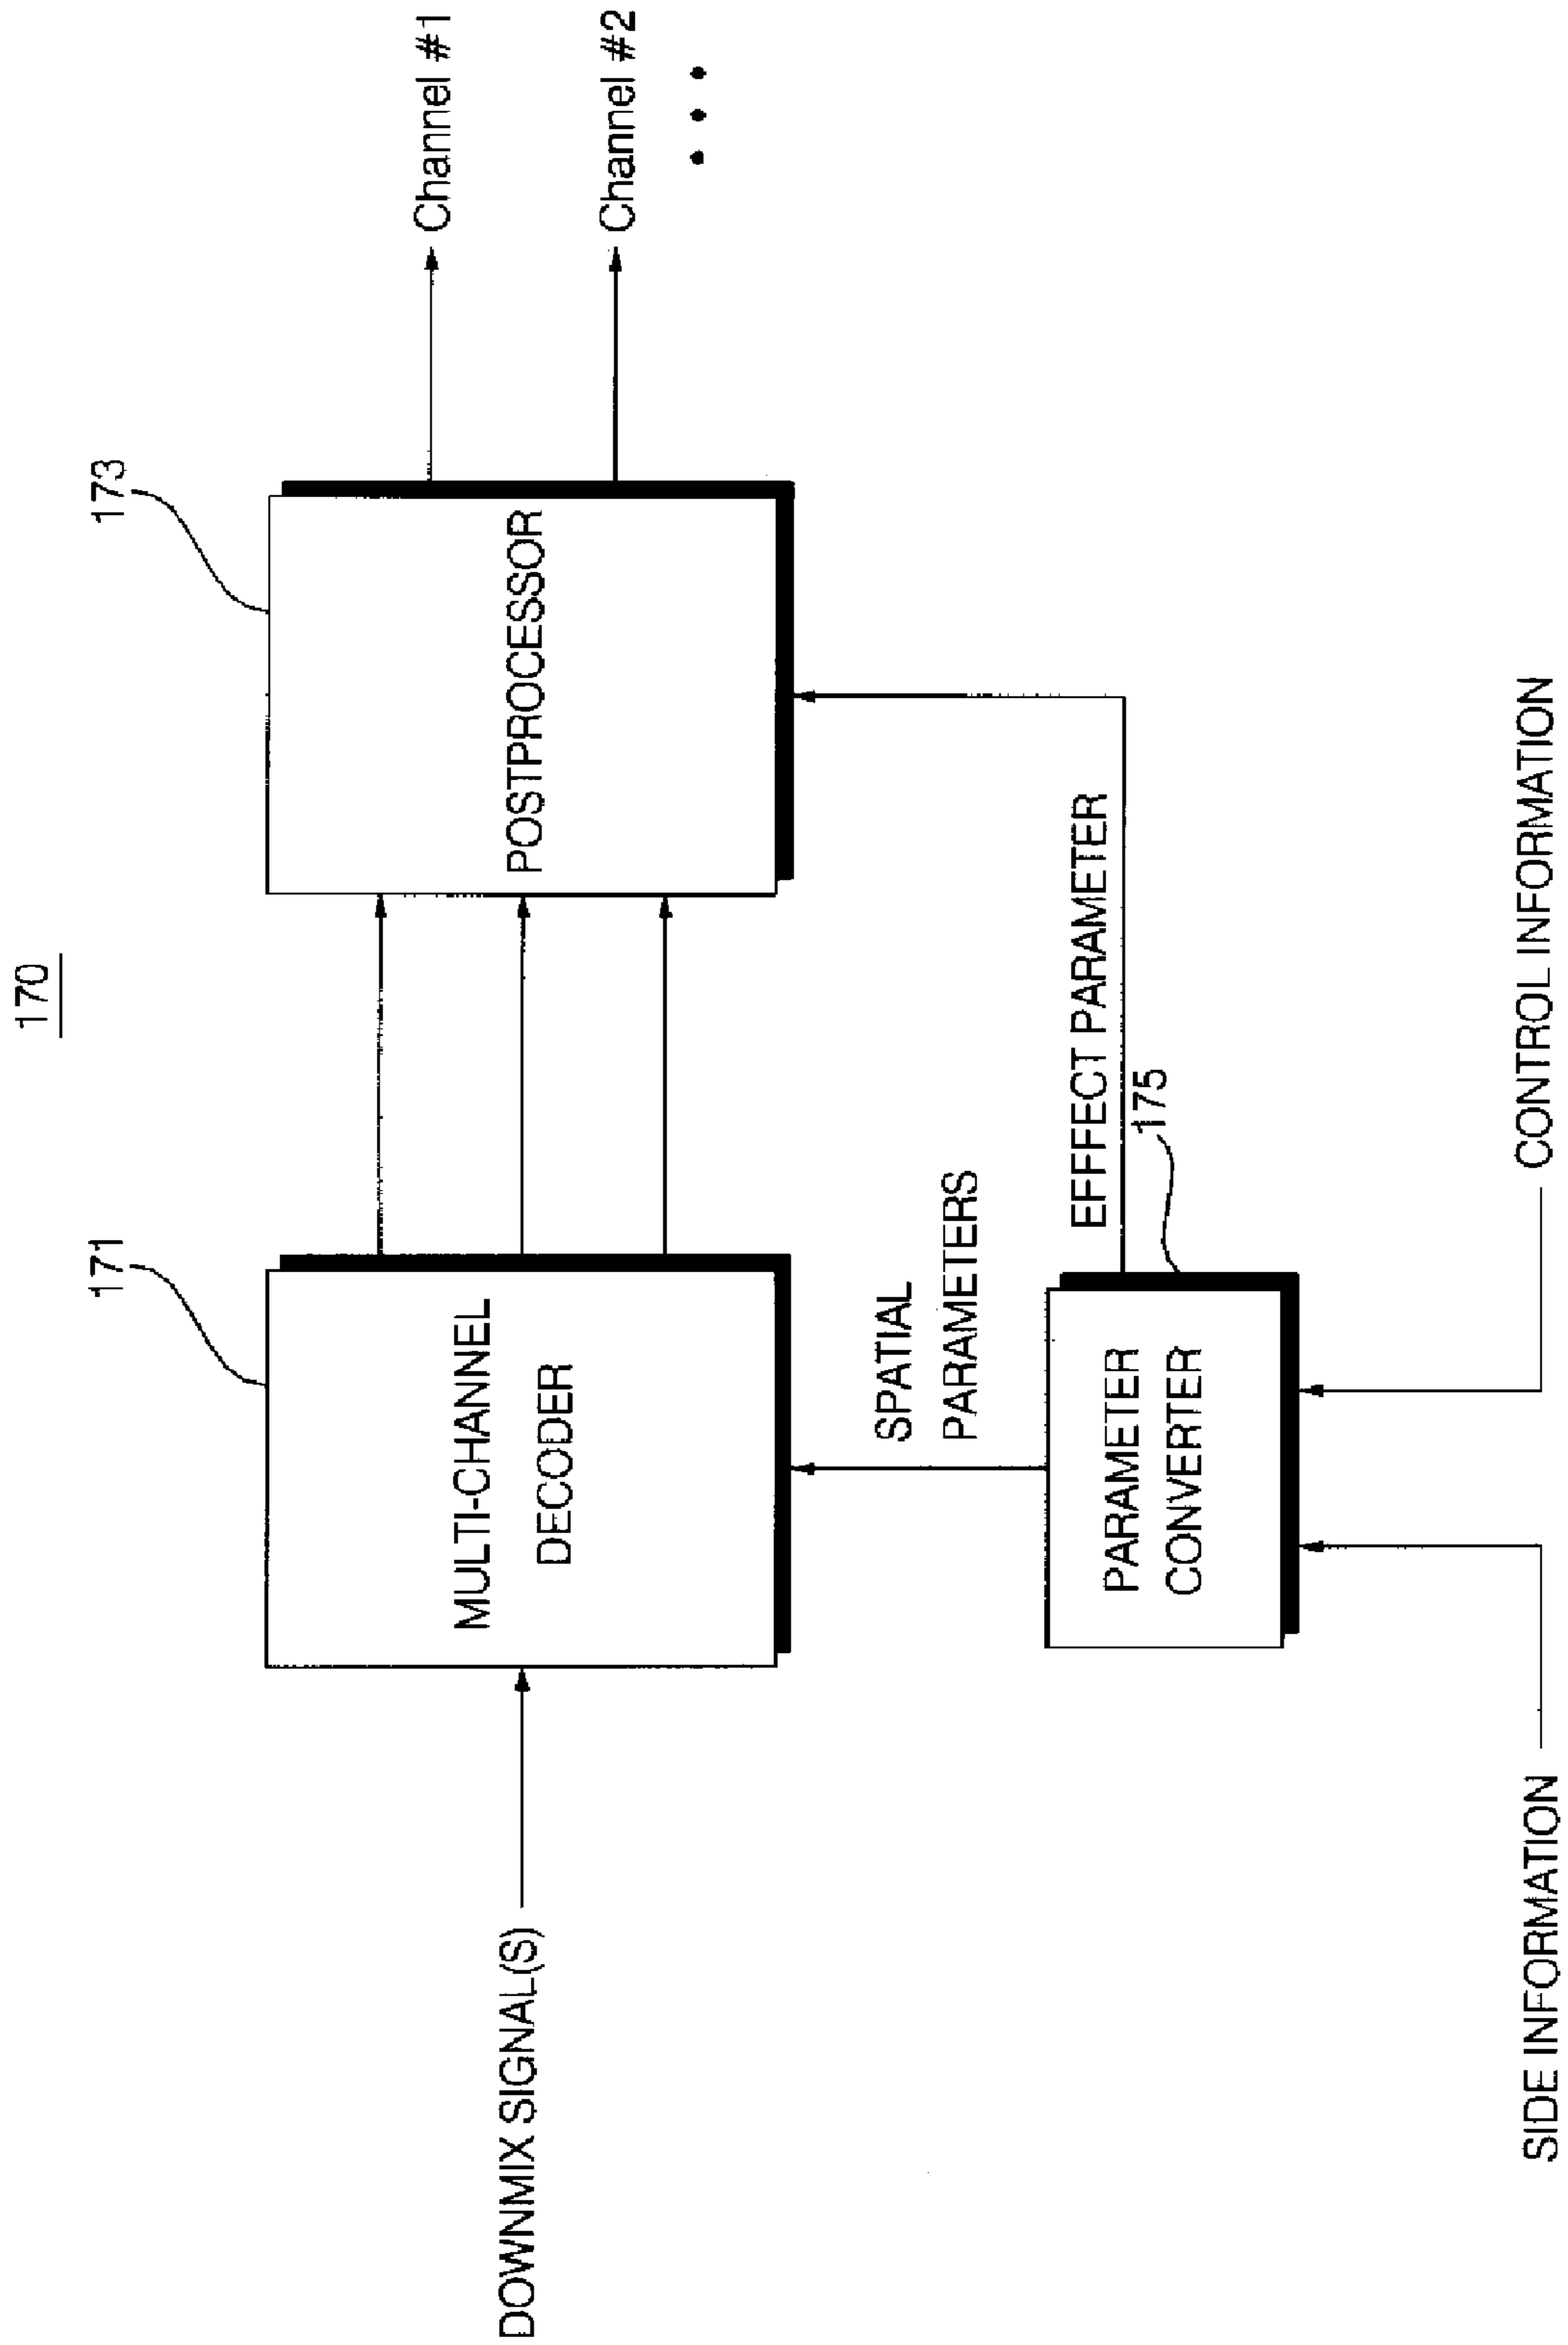 170
171
173
MULTI-CHANNEL
DECODER
POSTPROCESSOR
Channel #1
Channel #2
DOWNMIX SIGNAL(S)
SPATIAL
PARAMETERS
EFFFECT PARAMETER
175
PARAMETER
CONVERTER
SIDE INFORMATION
CONTROL INFORMATION